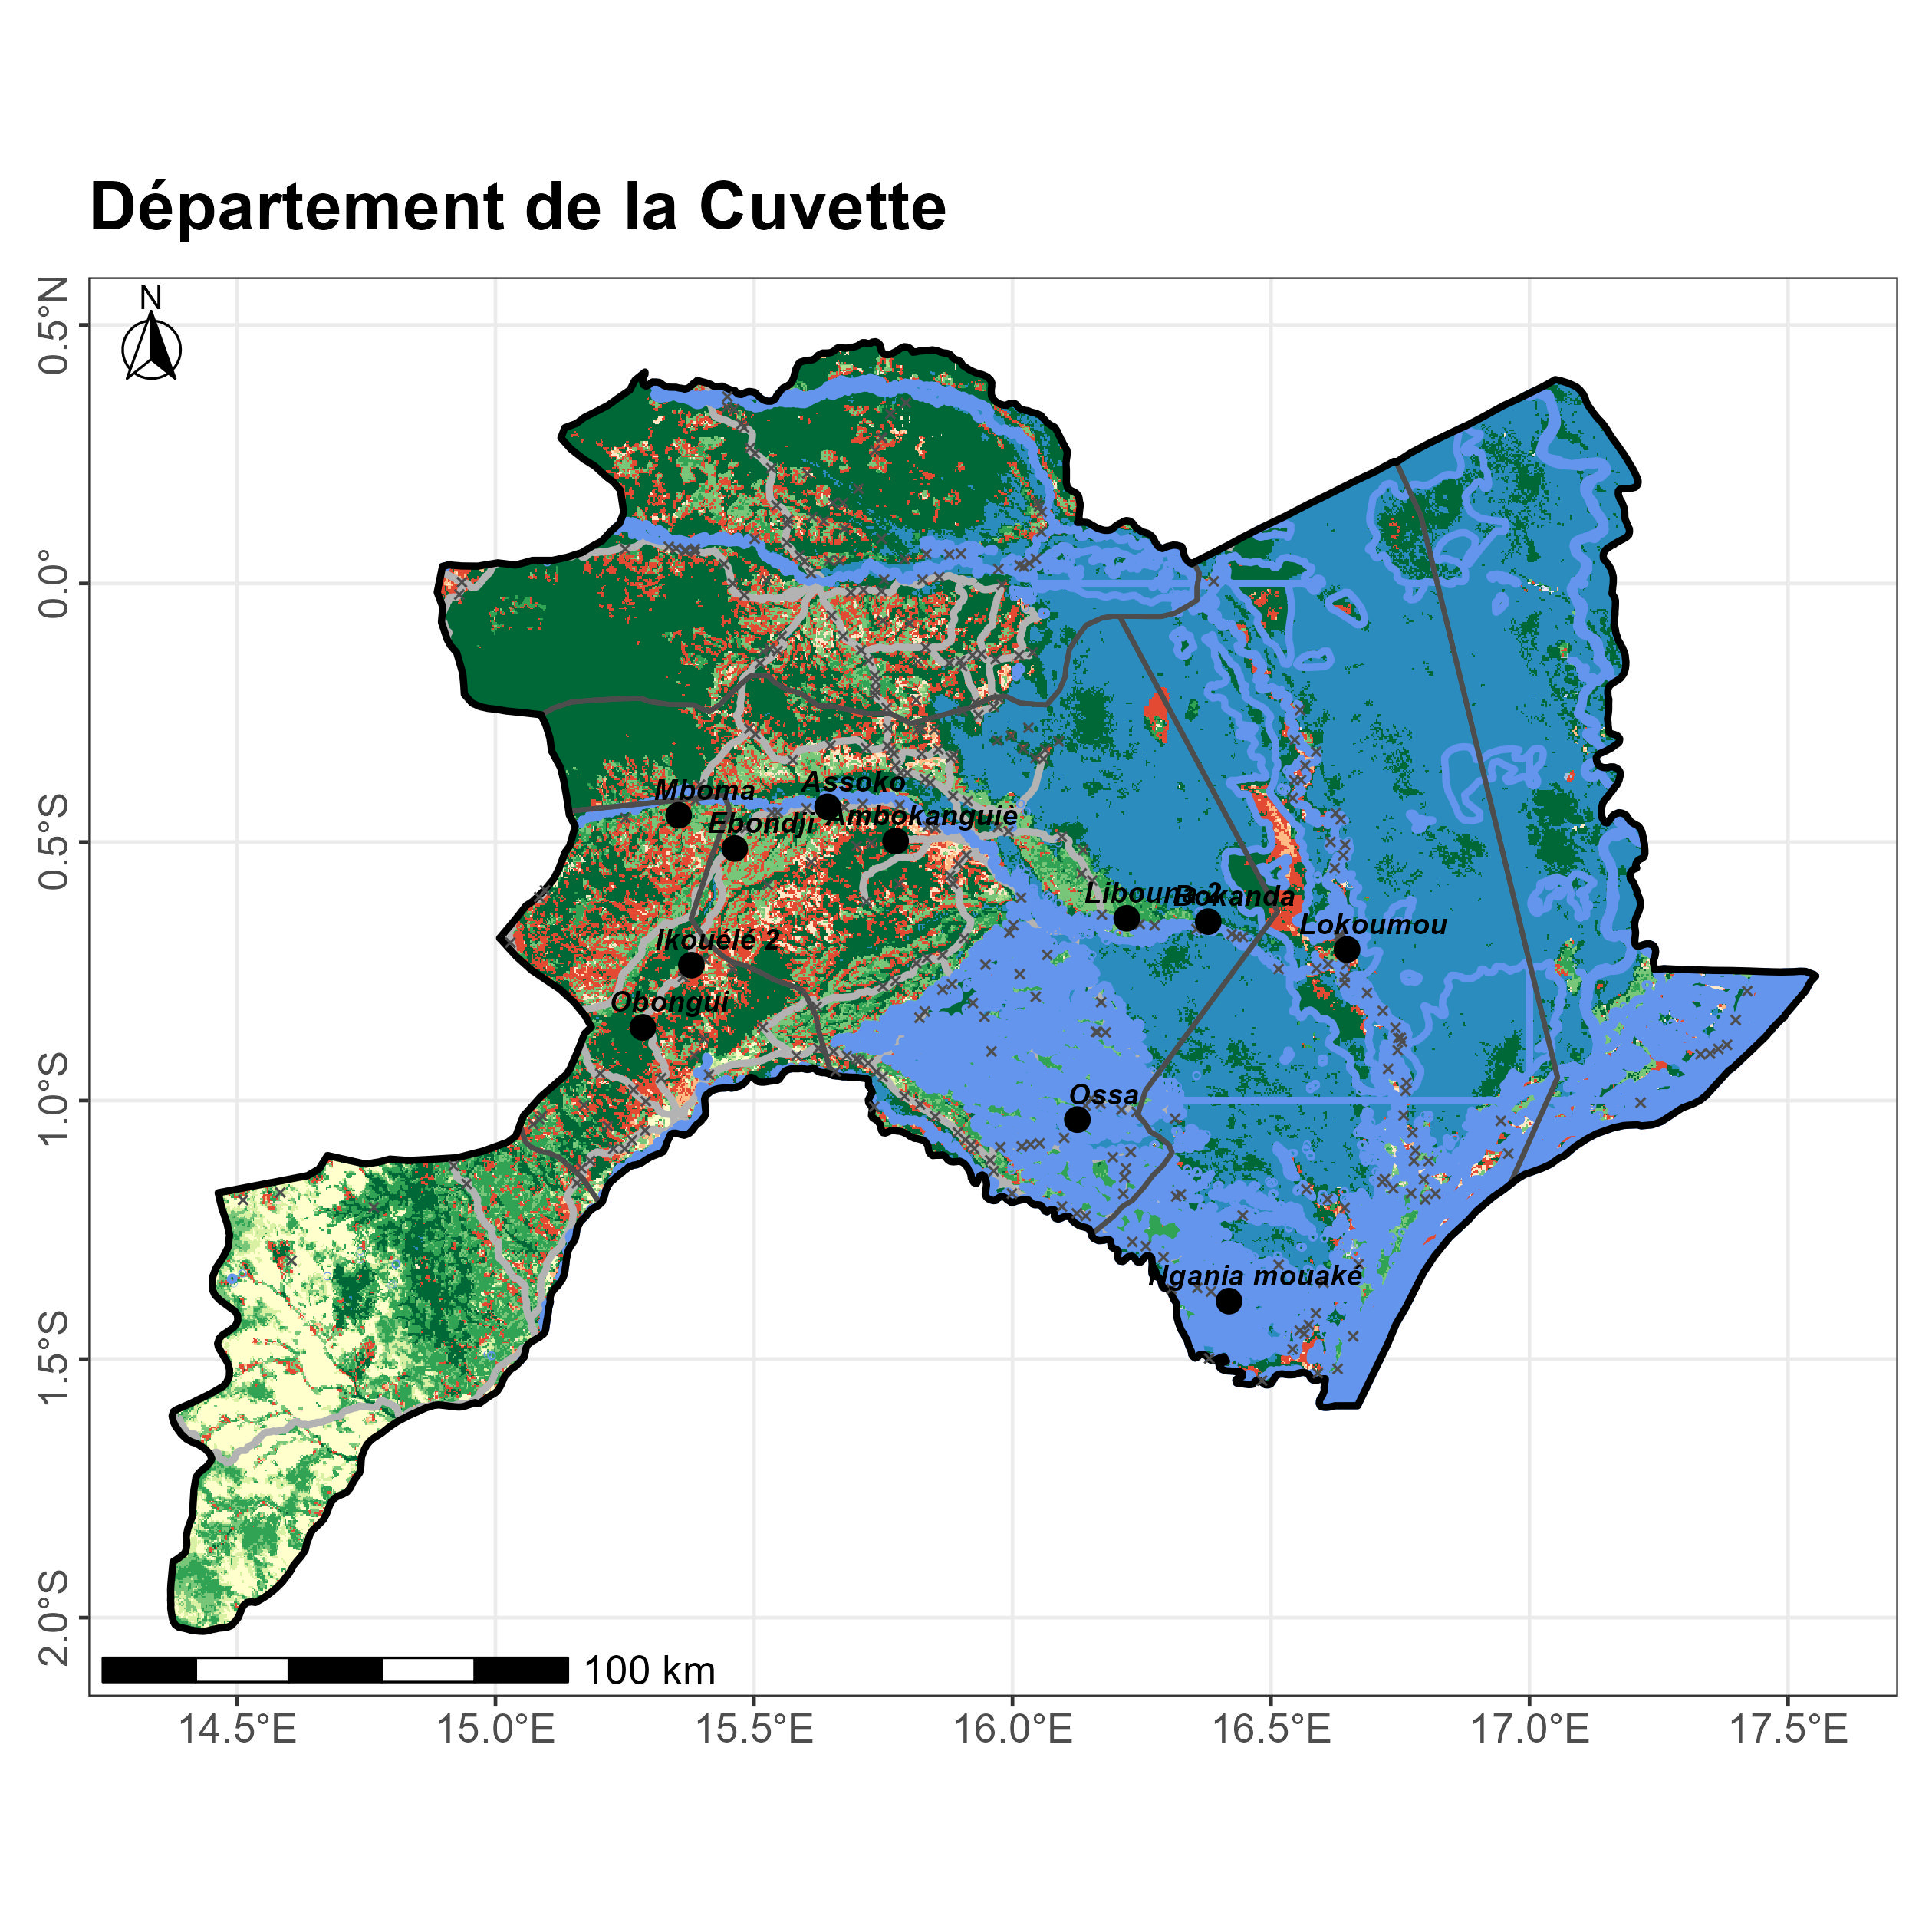 Département de la Cuvette
N
0.5°N
0.0°
0.5°S
1.0°S
1.5°S
2.0°S
Mboma
Assoko
Ebondji
Ambokanguiè
Libouna 2
Bokanda
Lokoumou
Ikouélé 2
Obongui
Ossa
Ngania mouaké
100 km
14.5°E
15.0°E
15.5°E
16.0°E
16.5°E
17.0°E
17.5°E